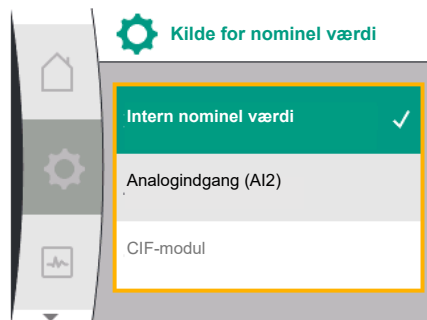 Kilde for nominel værdi
Intern nominel værdi
Analogindgang (AI2)
CIF-modul